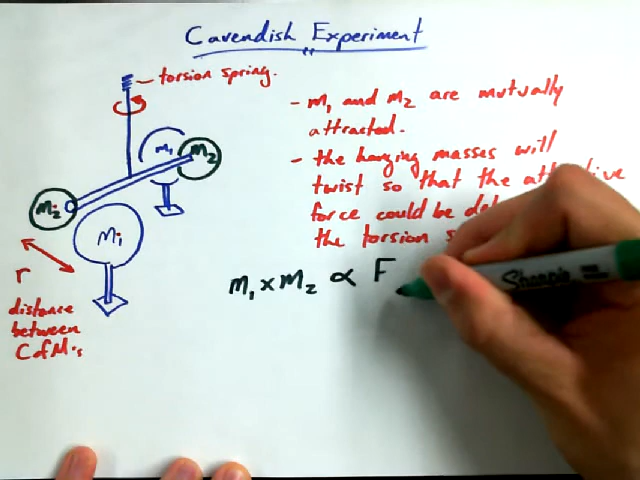 Cavendish Experiment
torsion spring.
- m₁ and m₂ are mutually
attracted.
- the hanging masses will
twist so that the attractive
force could be
the torsion
m₁
m₂
m₂
m₁
r
distance
between
C of M's
m₁ × m₂ ∝ F
Sharpie